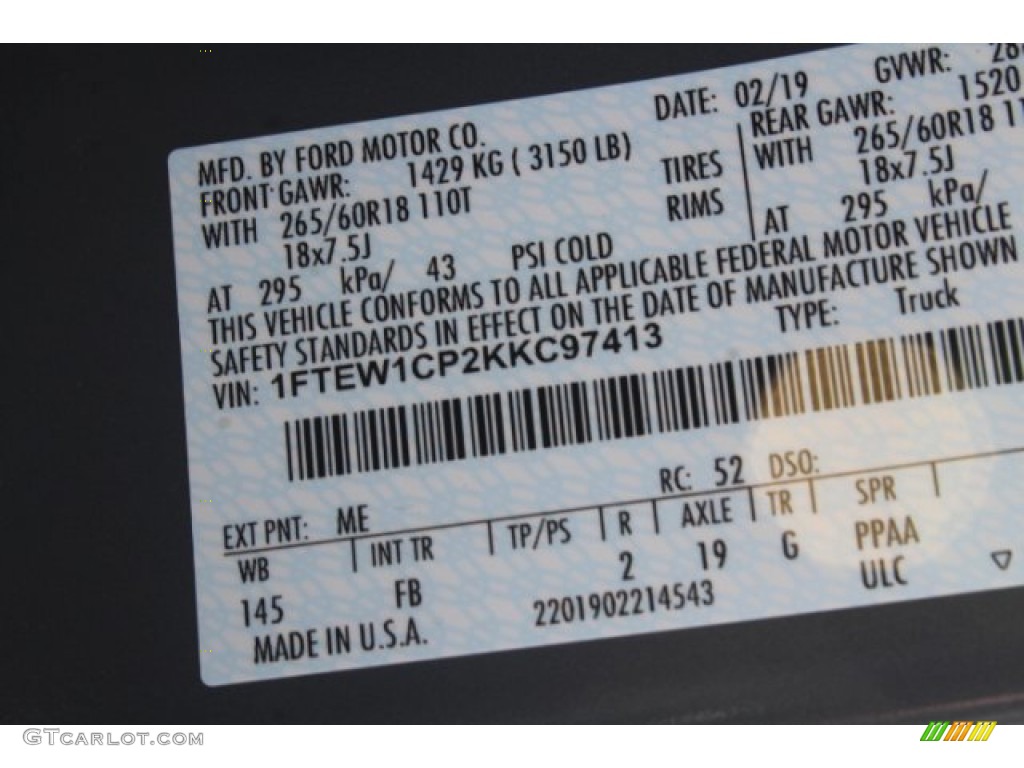 MFD. BY FORD MOTOR CO. DATE: 02/19 GVWR:
FRONT GAWR: 1429 KG ( 3150 LB) REAR GAWR: 1520
WITH 265/60R18 110T TIRES WITH 265/60R18
18x7.5J RIMS 18x7.5J
AT 295 kPa/ 43 PSI COLD AT 295 kPa/
THIS VEHICLE CONFORMS TO ALL APPLICABLE FEDERAL MOTOR VEHICLE
SAFETY STANDARDS IN EFFECT ON THE DATE OF MANUFACTURE SHOWN
VIN: 1FTEW1CP2KKC97413 TYPE: Truck
EXT PNT: ME RC: 52 DSO:
WB INT TR TP/PS R AXLE TR SPR
145 FB 2 19 G PPAA
MADE IN U.S.A. 2201902214543 ULC
GTCARLOT.COM